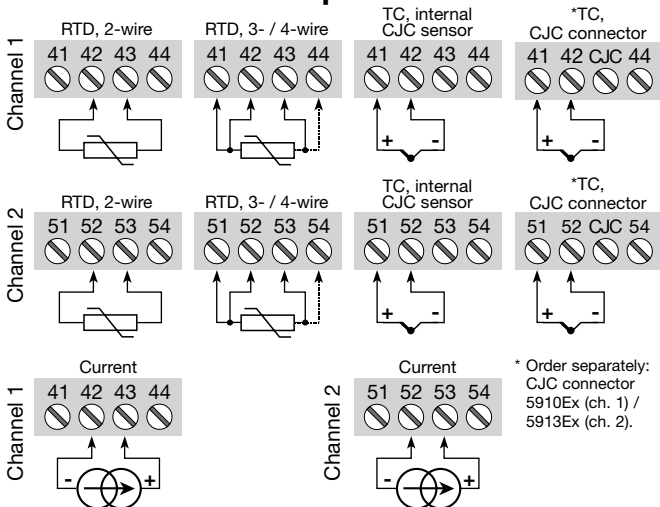 RTD, 2-wire
41 42 43 44
RTD, 3- / 4-wire
41 42 43 44
TC, internal
CJC sensor
41 42 43 44
+ -
*TC,
CJC connector
41 42 CJC 44
+ -
Channel 1
RTD, 2-wire
51 52 53 54
RTD, 3- / 4-wire
51 52 53 54
TC, internal
CJC sensor
51 52 53 54
+ -
*TC,
CJC connector
51 52 CJC 54
+ -
Channel 2
Current
41 42 43 44
- +
Channel 1
Current
51 52 53 54
- +
Channel 2
* Order separately:
CJC connector
5910Ex (ch. 1) /
5913Ex (ch. 2).